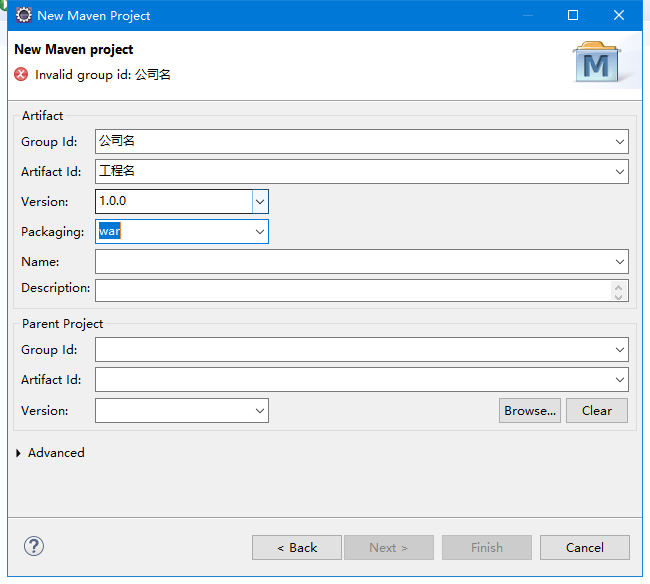 New Maven Project
New Maven project
Invalid group id: 公司名
M
Artifact
Group Id: 公司名
Artifact Id: 工程名
Version: 1.0.0
Packaging: war
Name:
Description:
Parent Project
Group Id:
Artifact Id:
Version: Browse... Clear
Advanced
? < Back Next > Finish Cancel